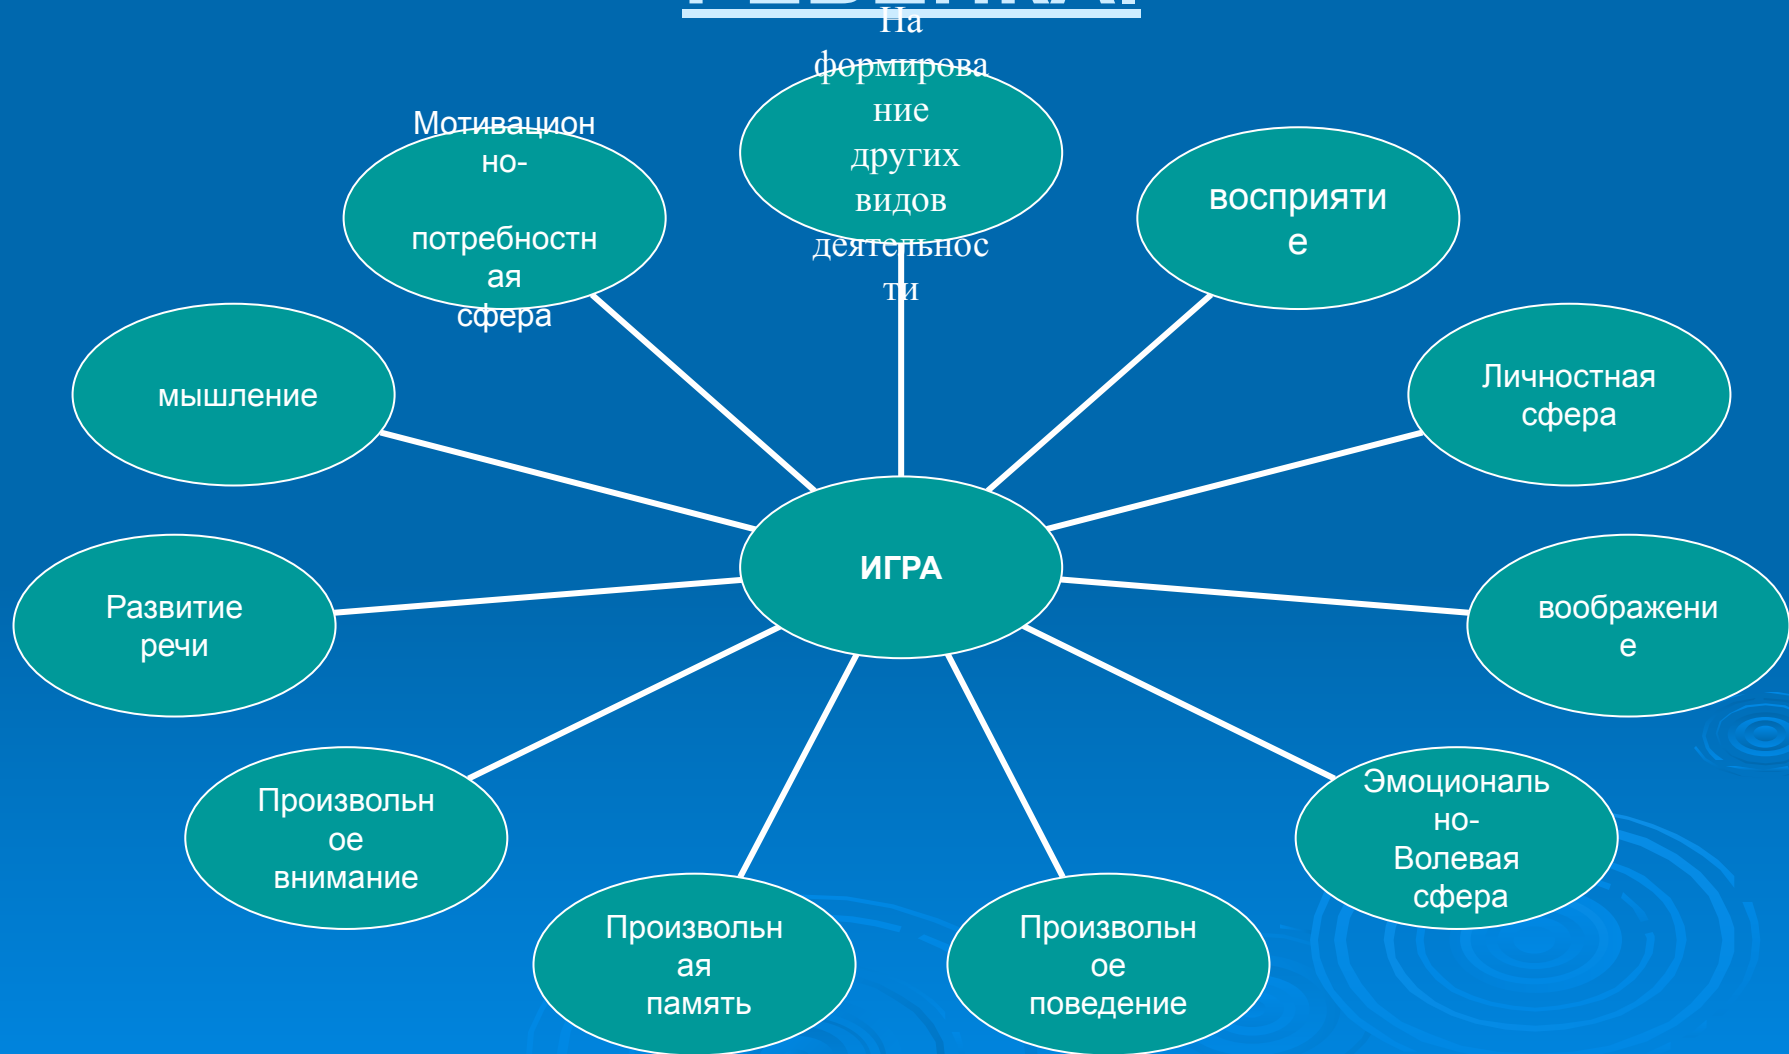 На
формирова
ние
других
видов
деятельнос
ти
Мотивацион
но-
потребностн
ая
сфера
восприяти
е
мышление
Личностная
сфера
ИГРА
Развитие
речи
воображени
е
Произвольн
ое
внимание
Эмоциональ
но-
Волевая
сфера
Произвольн
ая
память
Произвольн
ое
поведение